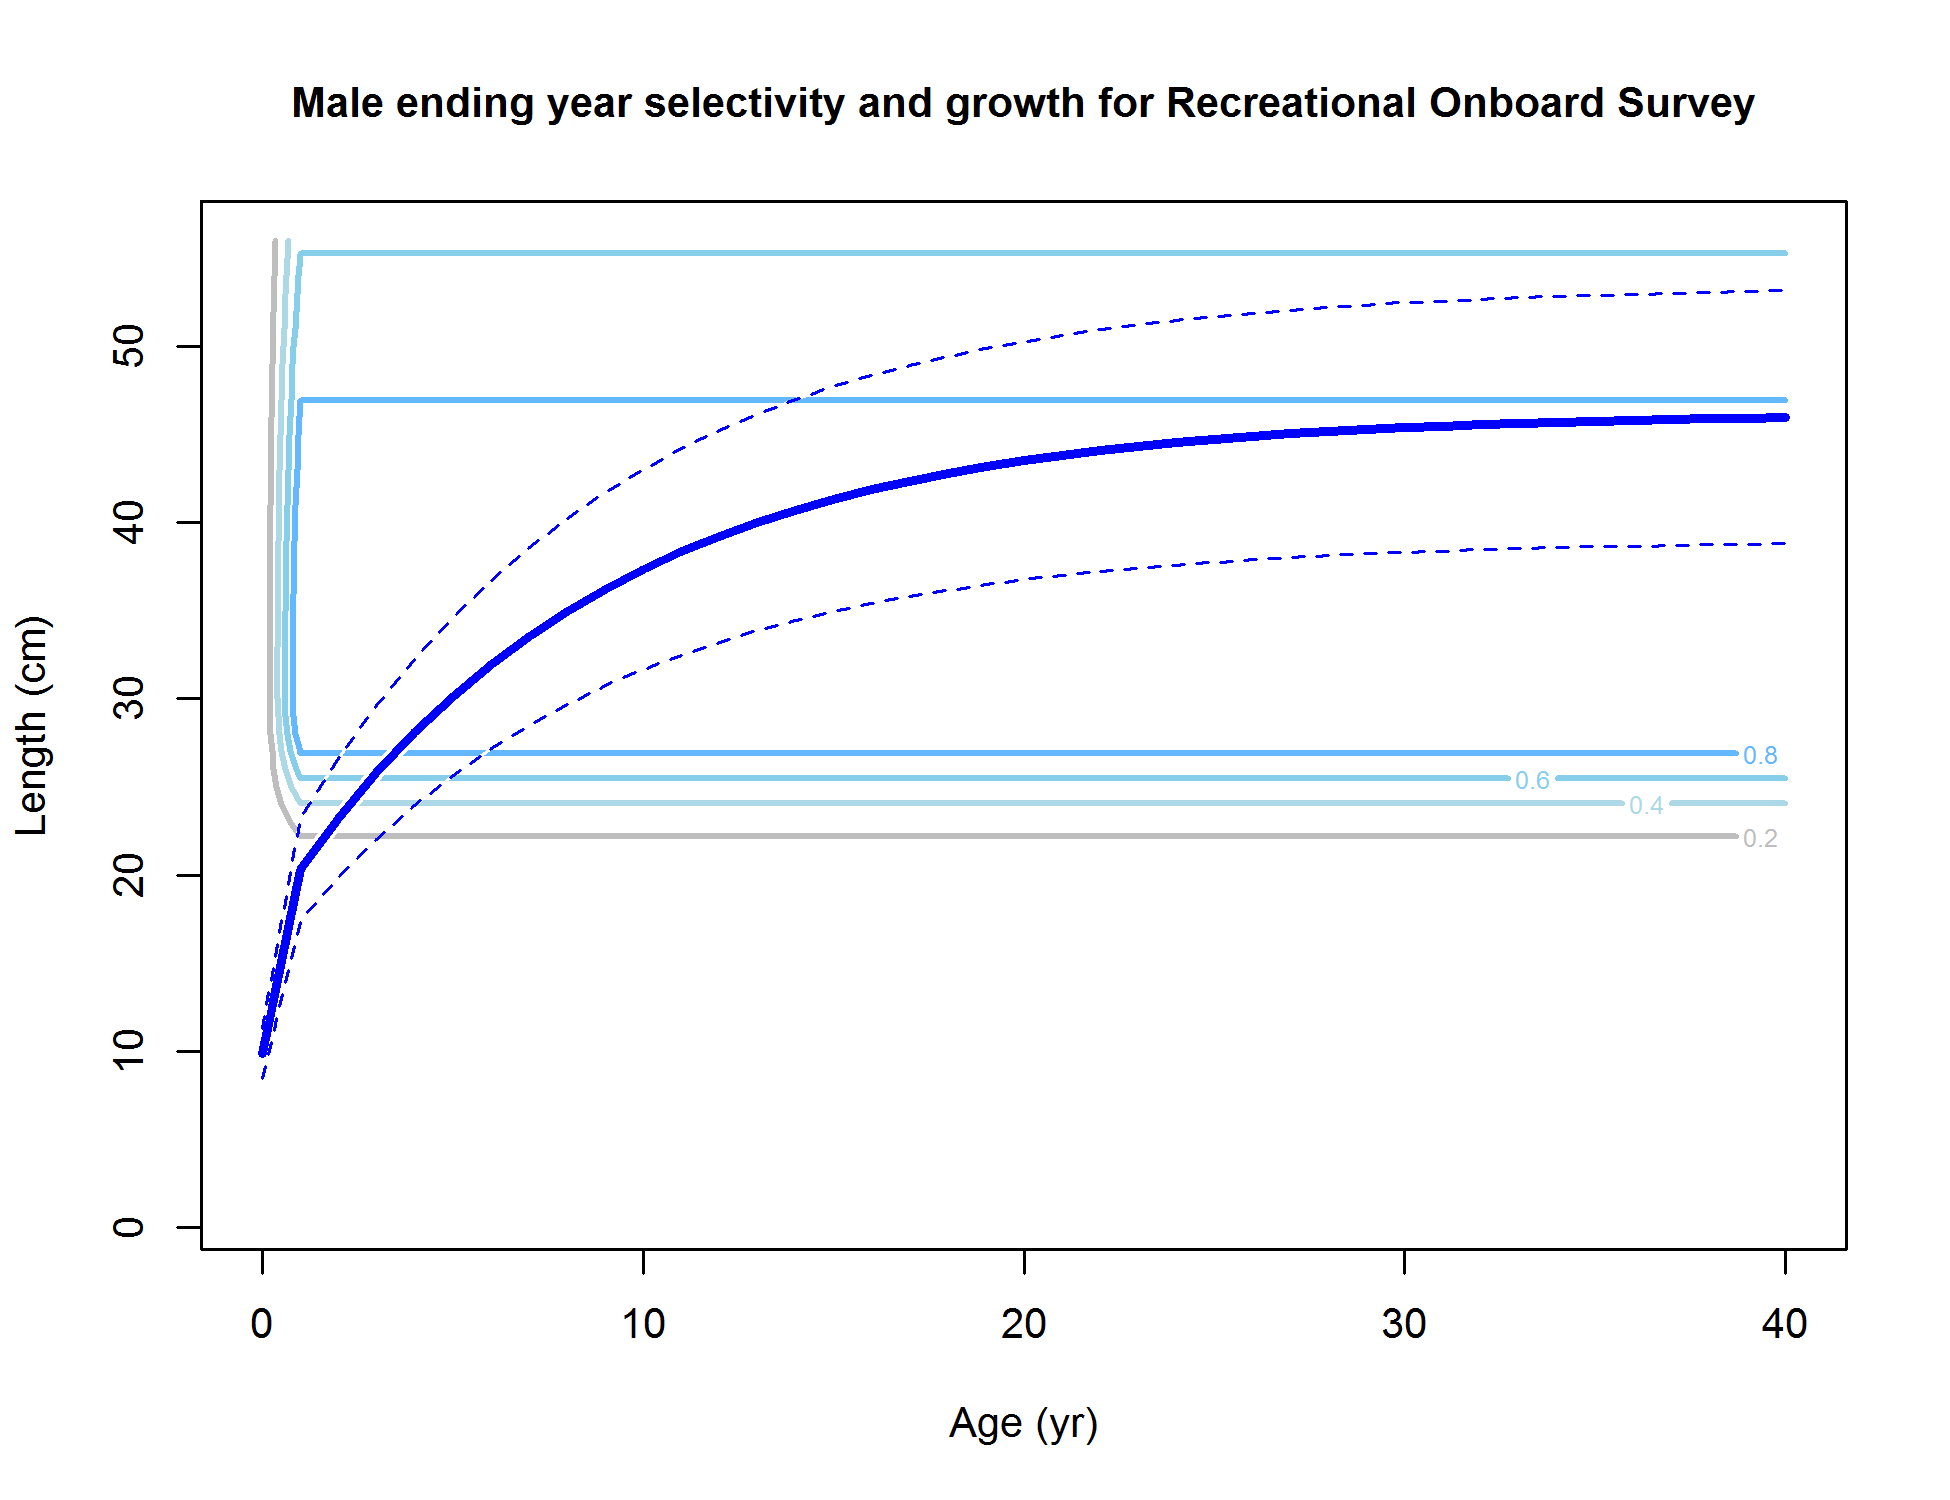 Male ending year selectivity and growth for Recreational Onboard Survey
Length (cm)
50
40
30
20
10
0
0.8
0.6
0.4
0.2
0 10 20 30 40
Age (yr)